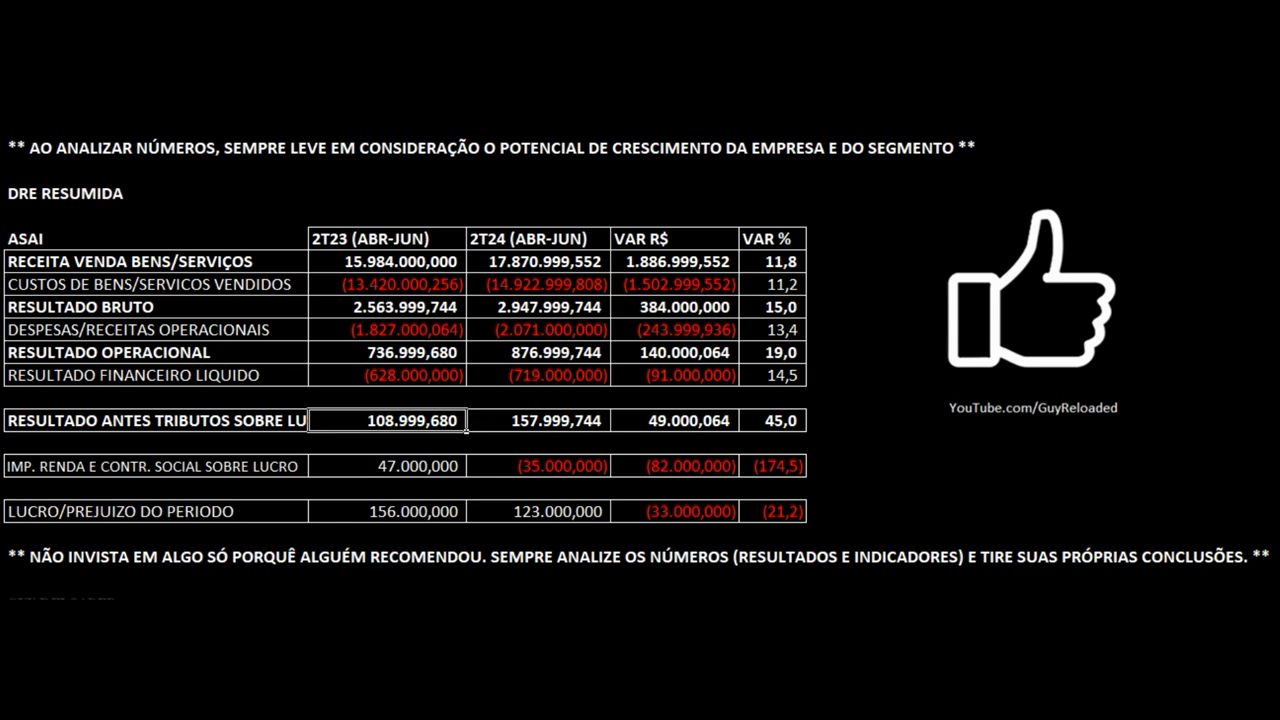 ** AO ANALIZAR NÚMEROS, SEMPRE LEVE EM CONSIDERAÇÃO O POTENCIAL DE CRESCIMENTO DA EMPRESA E DO SEGMENTO **
DRE RESUMIDA
ASAI 2T23 (ABR-JUN) 2T24 (ABR-JUN) VAR R$ VAR %
RECEITA VENDA BENS/SERVIÇOS 15.984.000,000 17.870.999,552 1.886.999,552 11,8
CUSTOS DE BENS/SERVICOS VENDIDOS (13.420.000,256) (14.922.999,808) (1.502.999,552) 11,2
RESULTADO BRUTO 2.563.999,744 2.947.999,744 384.000,000 15,0
DESPESAS/RECEITAS OPERACIONAIS (1.827.000,064) (2.071.000,000) (243.999,936) 13,4
RESULTADO OPERACIONAL 736.999,680 876.999,744 140.000,064 19,0
RESULTADO FINANCEIRO LIQUIDO (628.000,000) (719.000,000) (91.000,000) 14,5
RESULTADO ANTES TRIBUTOS SOBRE LU 108.999,680 157.999,744 49.000,064 45,0
IMP. RENDA E CONTR. SOCIAL SOBRE LUCRO 47.000,000 (35.000,000) (82.000,000) (174,5)
LUCRO/PREJUIZO DO PERIODO 156.000,000 123.000,000 (33.000,000) (21,2)
YouTube.com/GuyReloaded
** NÃO INVISTA EM ALGO SÓ PORQUÊ ALGUÉM RECOMENDOU. SEMPRE ANALIZE OS NÚMEROS (RESULTADOS E INDICADORES) E TIRE SUAS PRÓPRIAS CONCLUSÕES. **